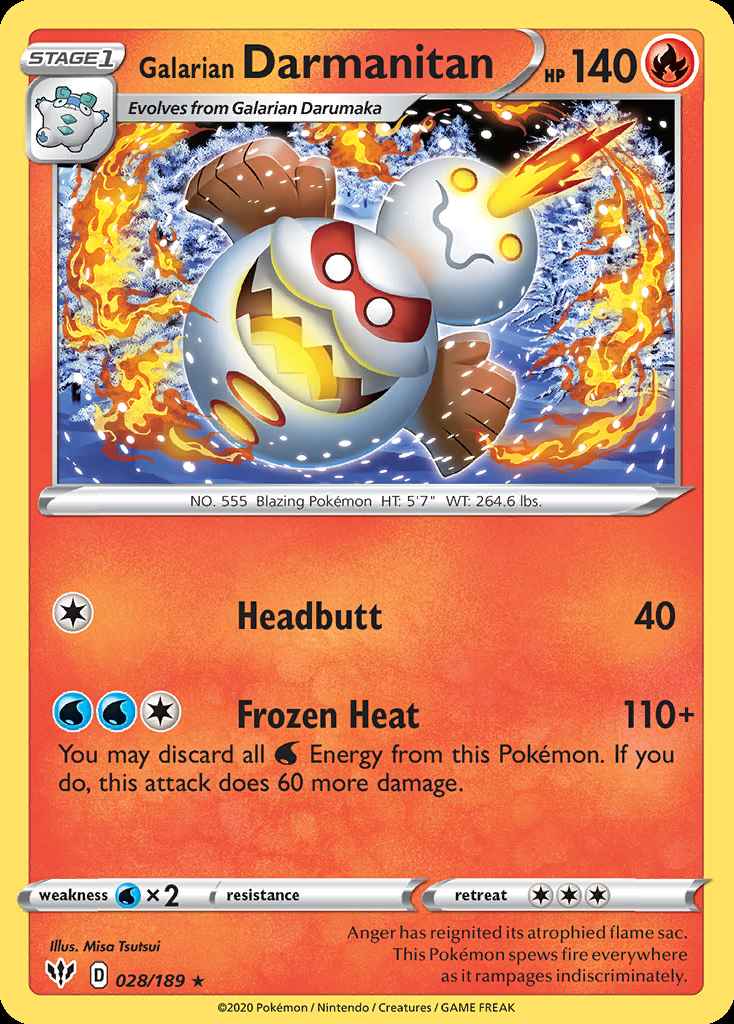 STAGE 1
Galarian Darmanitan
HP 140
Evolves from Galarian Darumaka
NO. 555 Blazing Pokémon HT: 5'7" WT: 264.6 lbs.
Headbutt 40
Frozen Heat 110+
You may discard all Energy from this Pokémon. If you
do, this attack does 60 more damage.
weakness ×2 resistance retreat
Illus. Misa Tsutsui
D 028/189 ★
Anger has reignited its atrophied flame sac.
This Pokémon spews fire everywhere
as it rampages indiscriminately.
©2020 Pokémon / Nintendo / Creatures / GAME FREAK